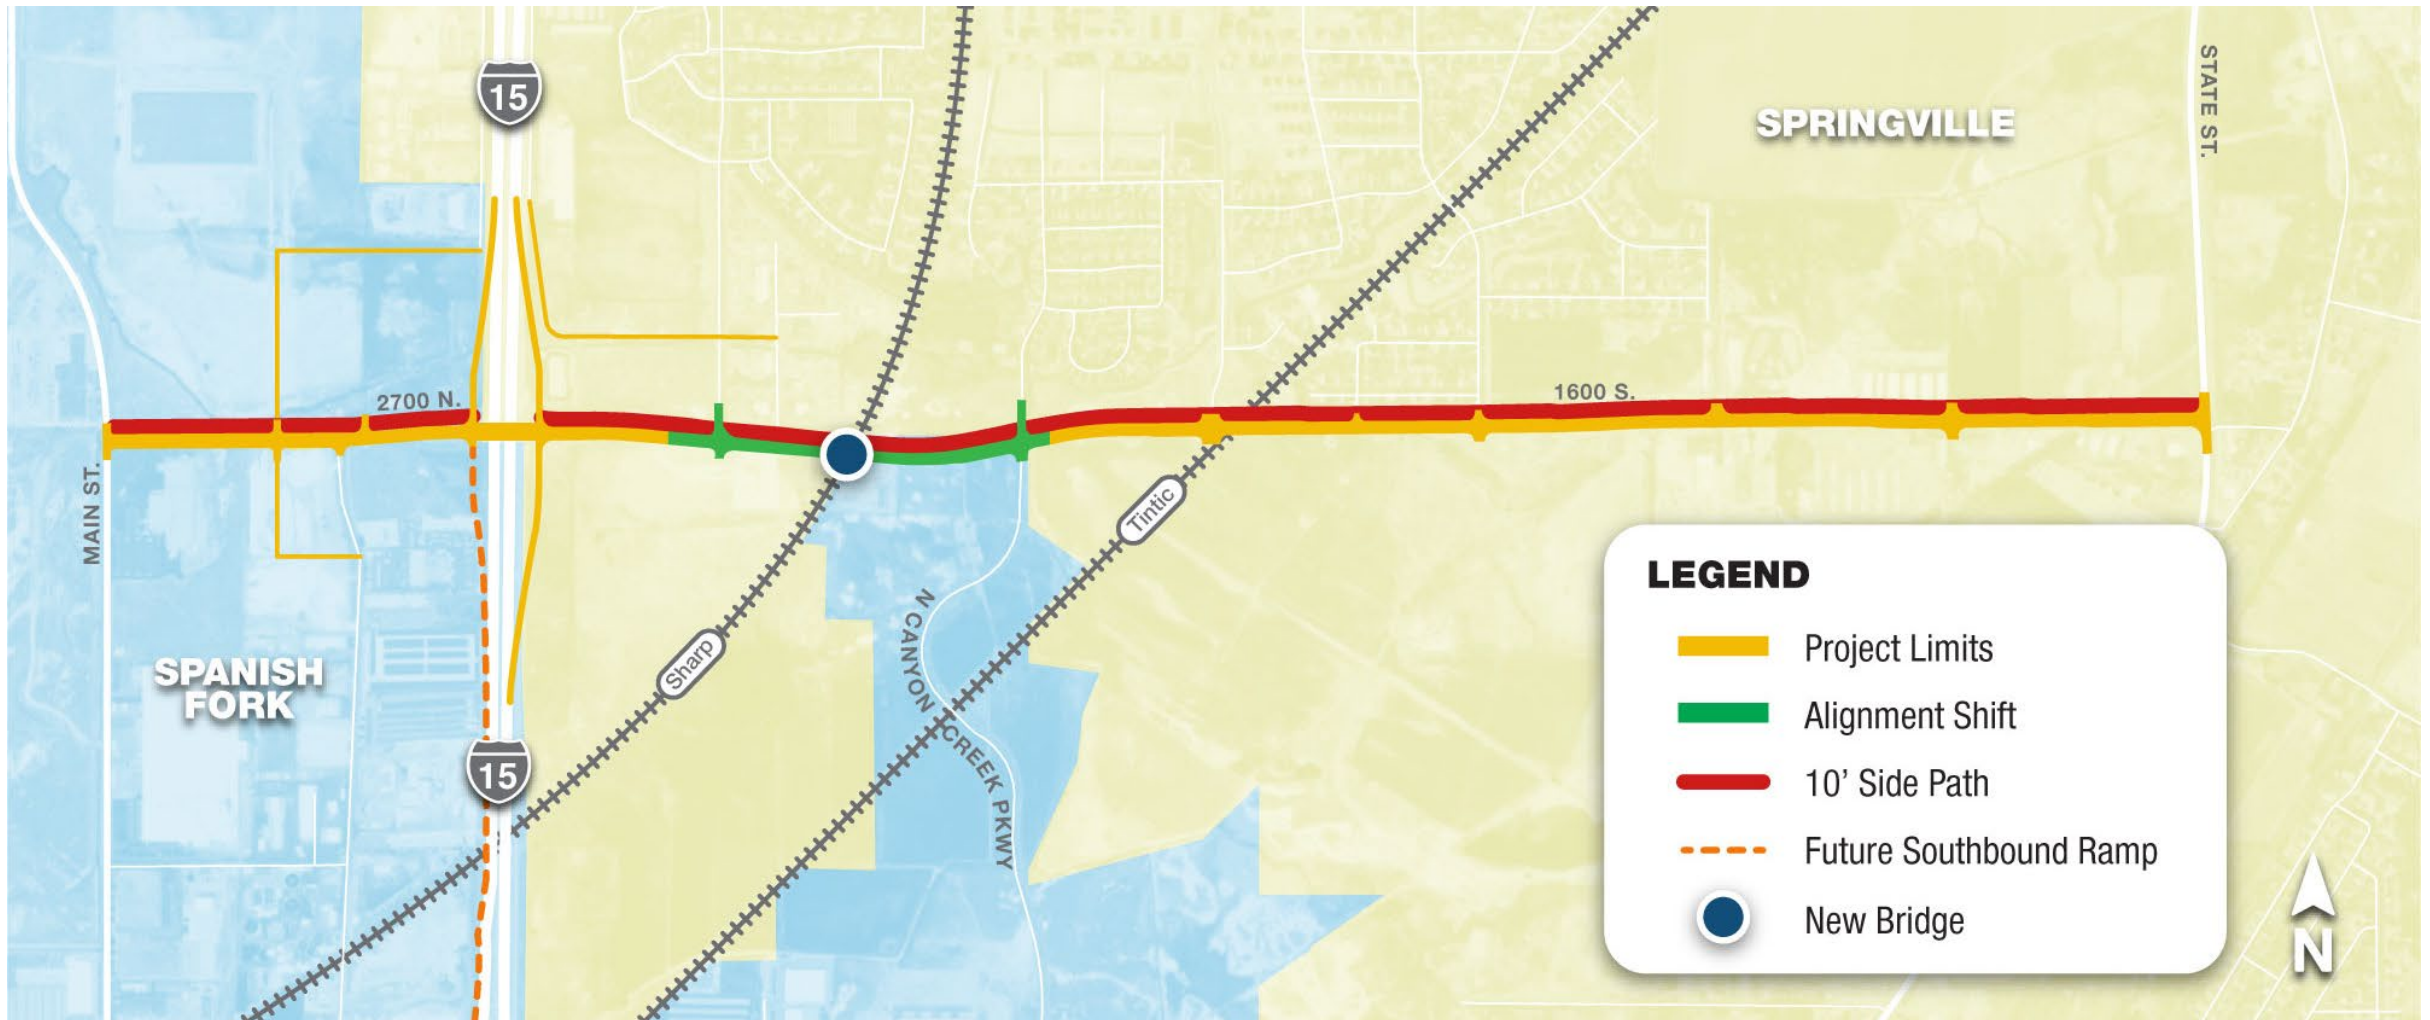 15
SPRINGVILLE
STATE ST.
2700 N.
1600 S.
MAIN ST.
Tintic
Sharp
N CANYON CREEK PKWY
SPANISH
FORK
15
LEGEND
Project Limits
Alignment Shift
10’ Side Path
Future Southbound Ramp
New Bridge
N